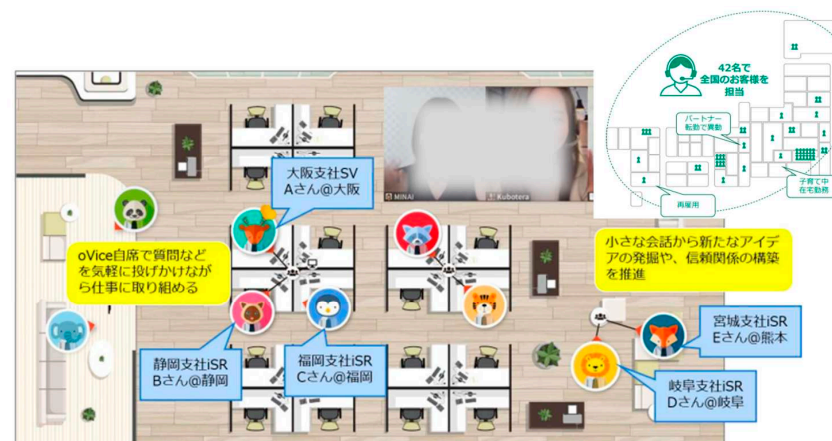 42名で
全国のお客様を
担当
パートナー
転勤で異動
子育て中
在宅勤務
再雇用
MINAI
Kubotera
大阪支社SV
Aさん@大阪
oVice自席で質問など
を気軽に投げかけなが
ら仕事に取り組める
小さな会話から新たなアイデ
アの発掘や、信頼関係の構築
を推進
静岡支社iSR
Bさん@静岡
福岡支社iSR
Cさん@福岡
宮城支社iSR
Eさん@熊本
岐阜支社iSR
Dさん@岐阜